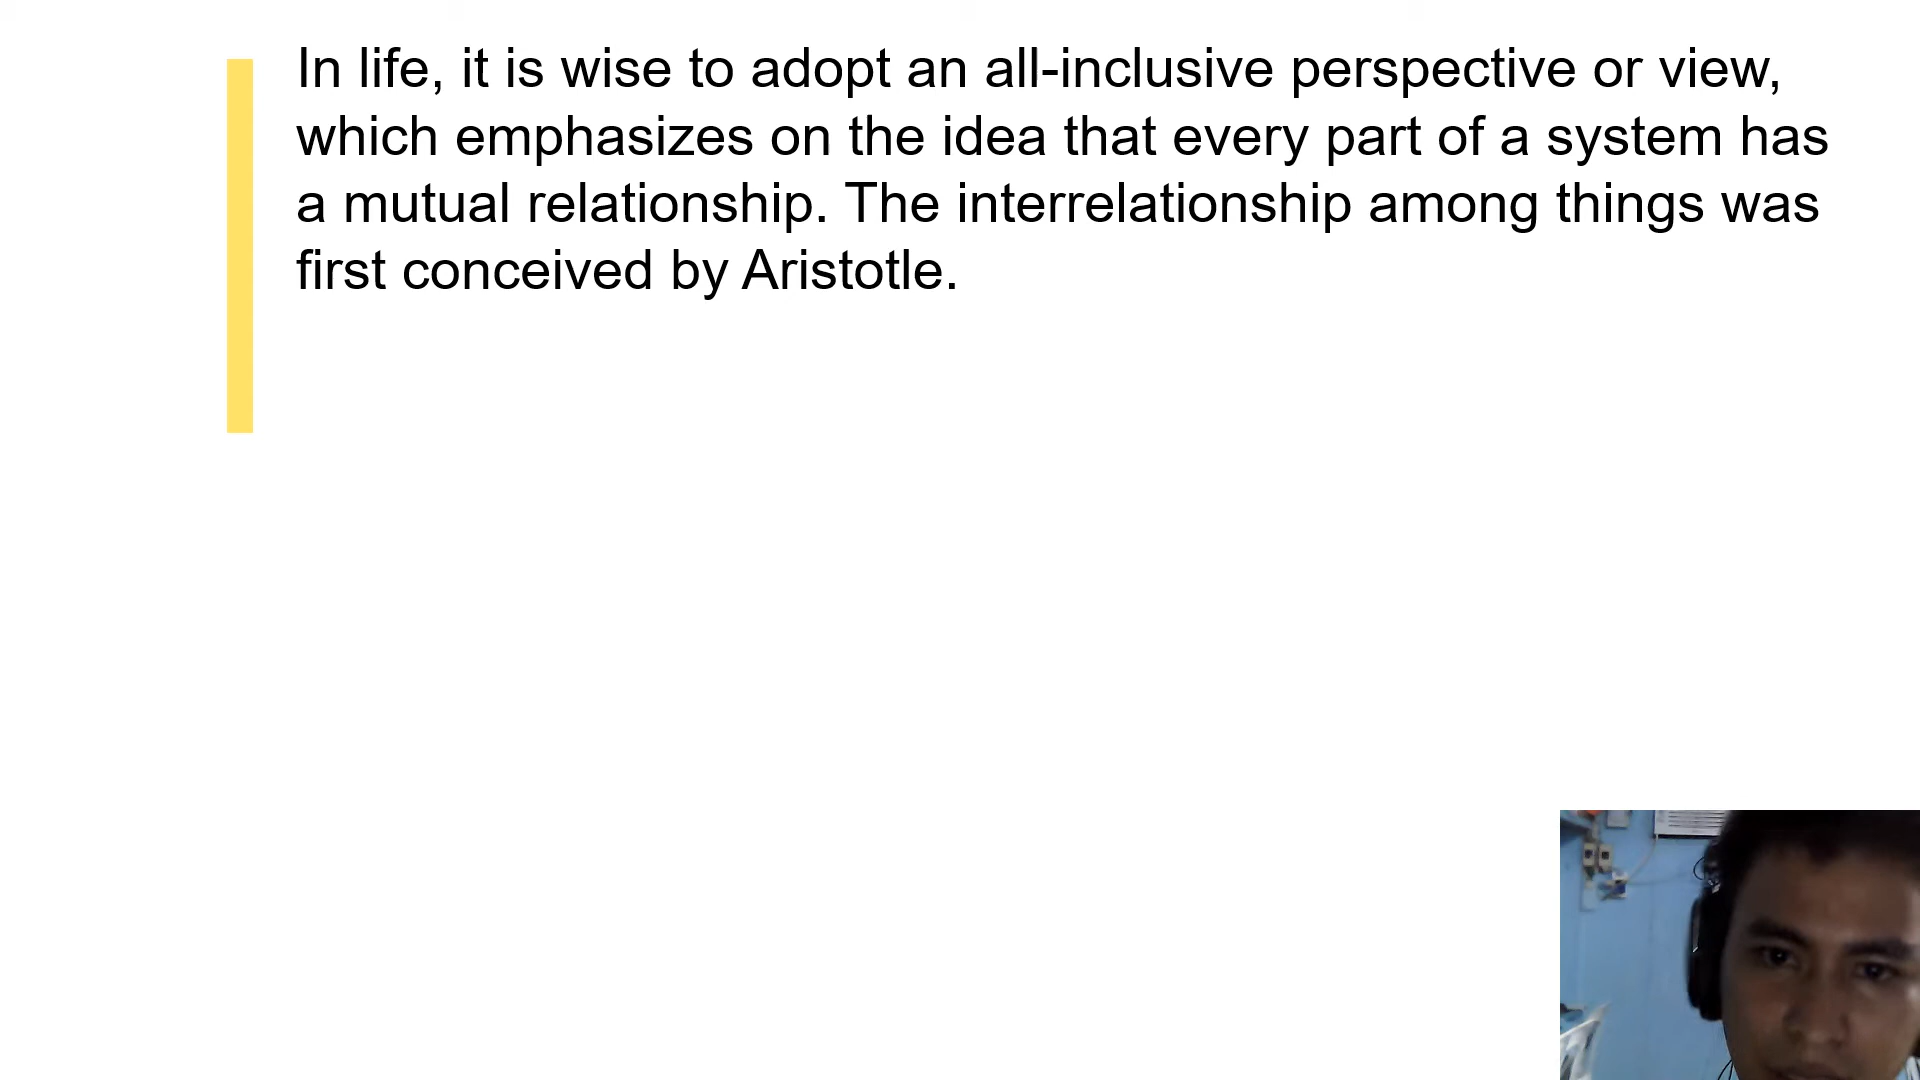 In life, it is wise to adopt an all-inclusive perspective or view,
which emphasizes on the idea that every part of a system has
a mutual relationship. The interrelationship among things was
first conceived by Aristotle.